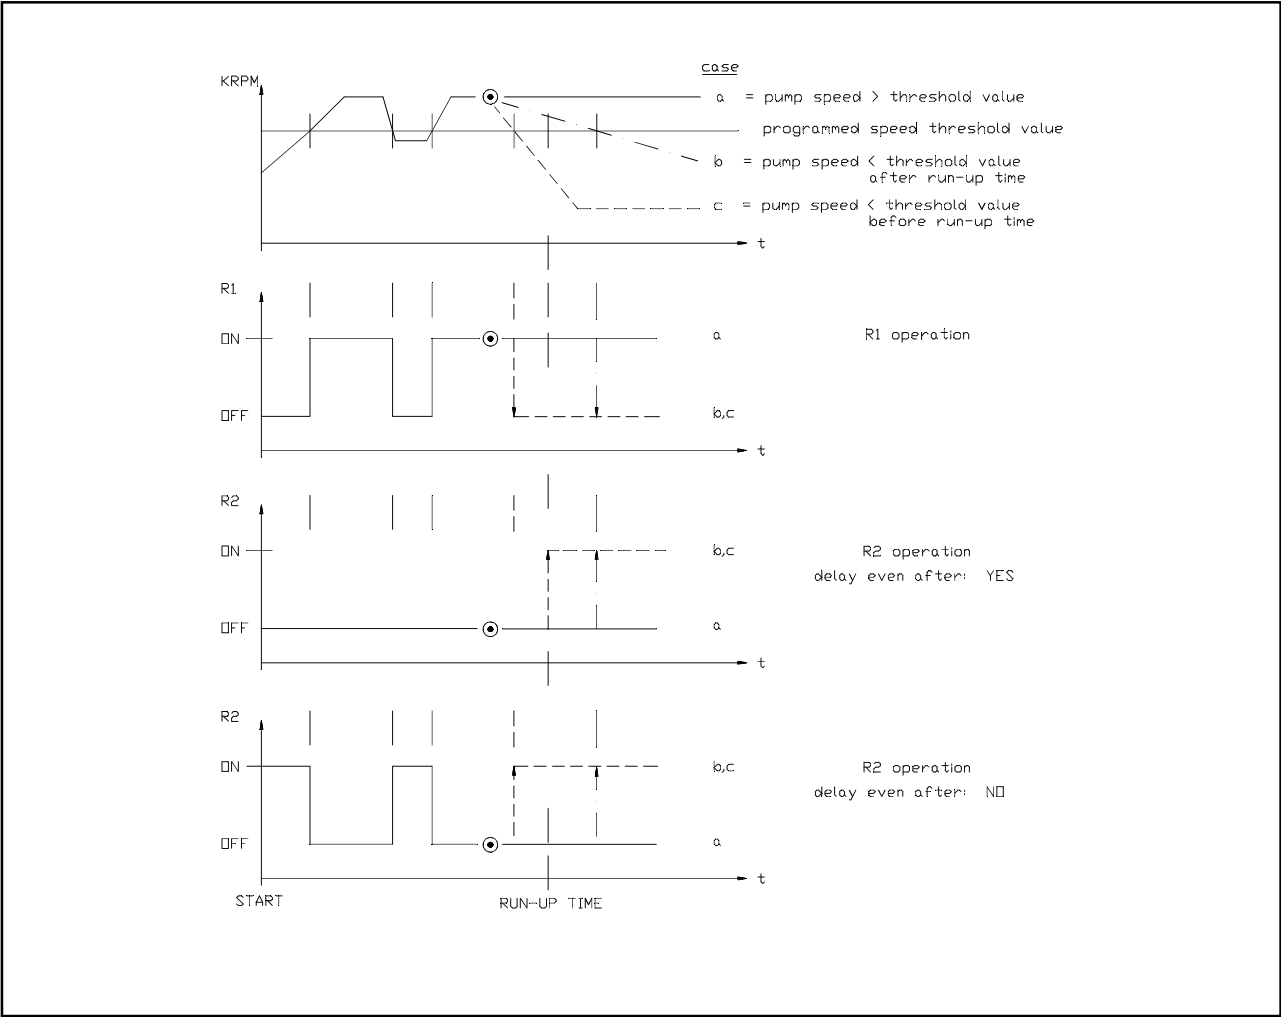 case
KRPM
a = pump speed > threshold value
programmed speed threshold value
b = pump speed < threshold value
after run-up time
c = pump speed < threshold value
before run-up time
t
R1
ON
a
R1 operation
OFF
b,c
t
R2
ON
b,c
R2 operation
delay even after: YES
OFF
a
t
R2
ON
b,c
R2 operation
delay even after: NO
OFF
a
t
START
RUN-UP TIME